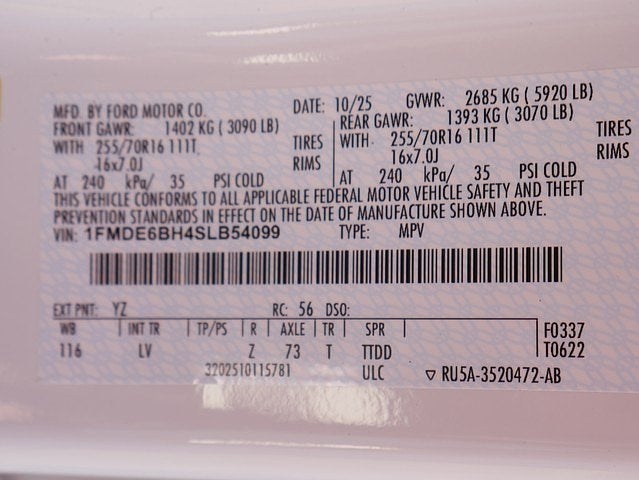 MFD. BY FORD MOTOR CO. DATE: 10/25 GVWR: 2685 KG ( 5920 LB)
FRONT GAWR: 1402 KG ( 3090 LB) REAR GAWR: 1393 KG ( 3070 LB)
WITH 255/70R16 111T, TIRES WITH 255/70R16 111T TIRES
16x7.0J RIMS 16x7.0J RIMS
AT 240 kPa/ 35 PSI COLD AT 240 kPa/ 35 PSI COLD
THIS VEHICLE CONFORMS TO ALL APPLICABLE FEDERAL MOTOR VEHICLE SAFETY AND THEFT
PREVENTION STANDARDS IN EFFECT ON THE DATE OF MANUFACTURE SHOWN ABOVE.
VIN: 1FMDE6BH4SLB54099 TYPE: MPV
EXT PNT: YZ RC: 56 DSO:
WB | INT TR | TP/PS | R | AXLE | TR | SPR | F0337
116 LV Z 73 T TTDD T0622
3202510115781 ULC ▽ RU5A-3520472-AB